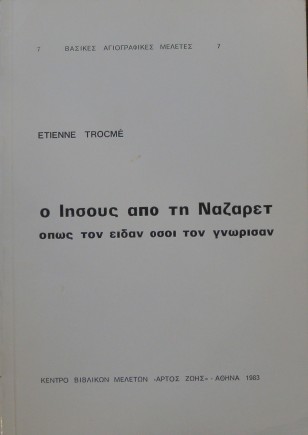 7 ΒΑΣΙΚΕΣ ΑΓΙΟΓΡΑΦΙΚΕΣ ΜΕΛΕΤΕΣ 7
ETIENNE TROCMÉ
ο Ιησους απο τη Ναζαρετ
οπως τον ειδαν οσοι τον γνωρισαν
ΚΕΝΤΡΟ ΒΙΒΛΙΚΩΝ ΜΕΛΕΤΩΝ «ΑΡΤΟΣ ΖΩΗΣ» - ΑΘΗΝΑ 1983